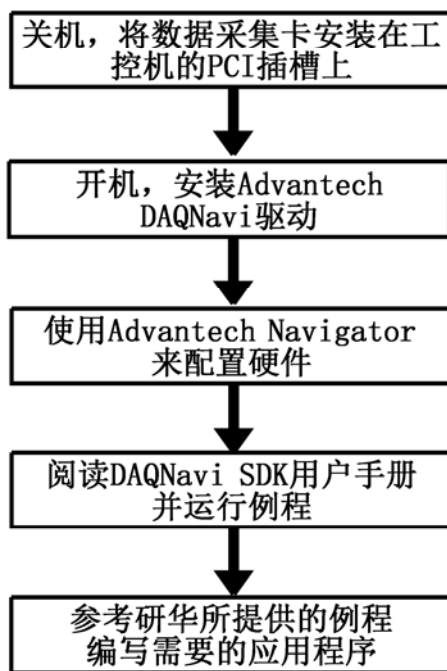 关机，将数据采集卡安装在工
控机的PCI插槽上
开机，安装Advantech
DAQNavi驱动
使用Advantech Navigator
来配置硬件
阅读DAQNavi SDK用户手册
并运行例程
参考研华所提供的例程
编写需要的应用程序